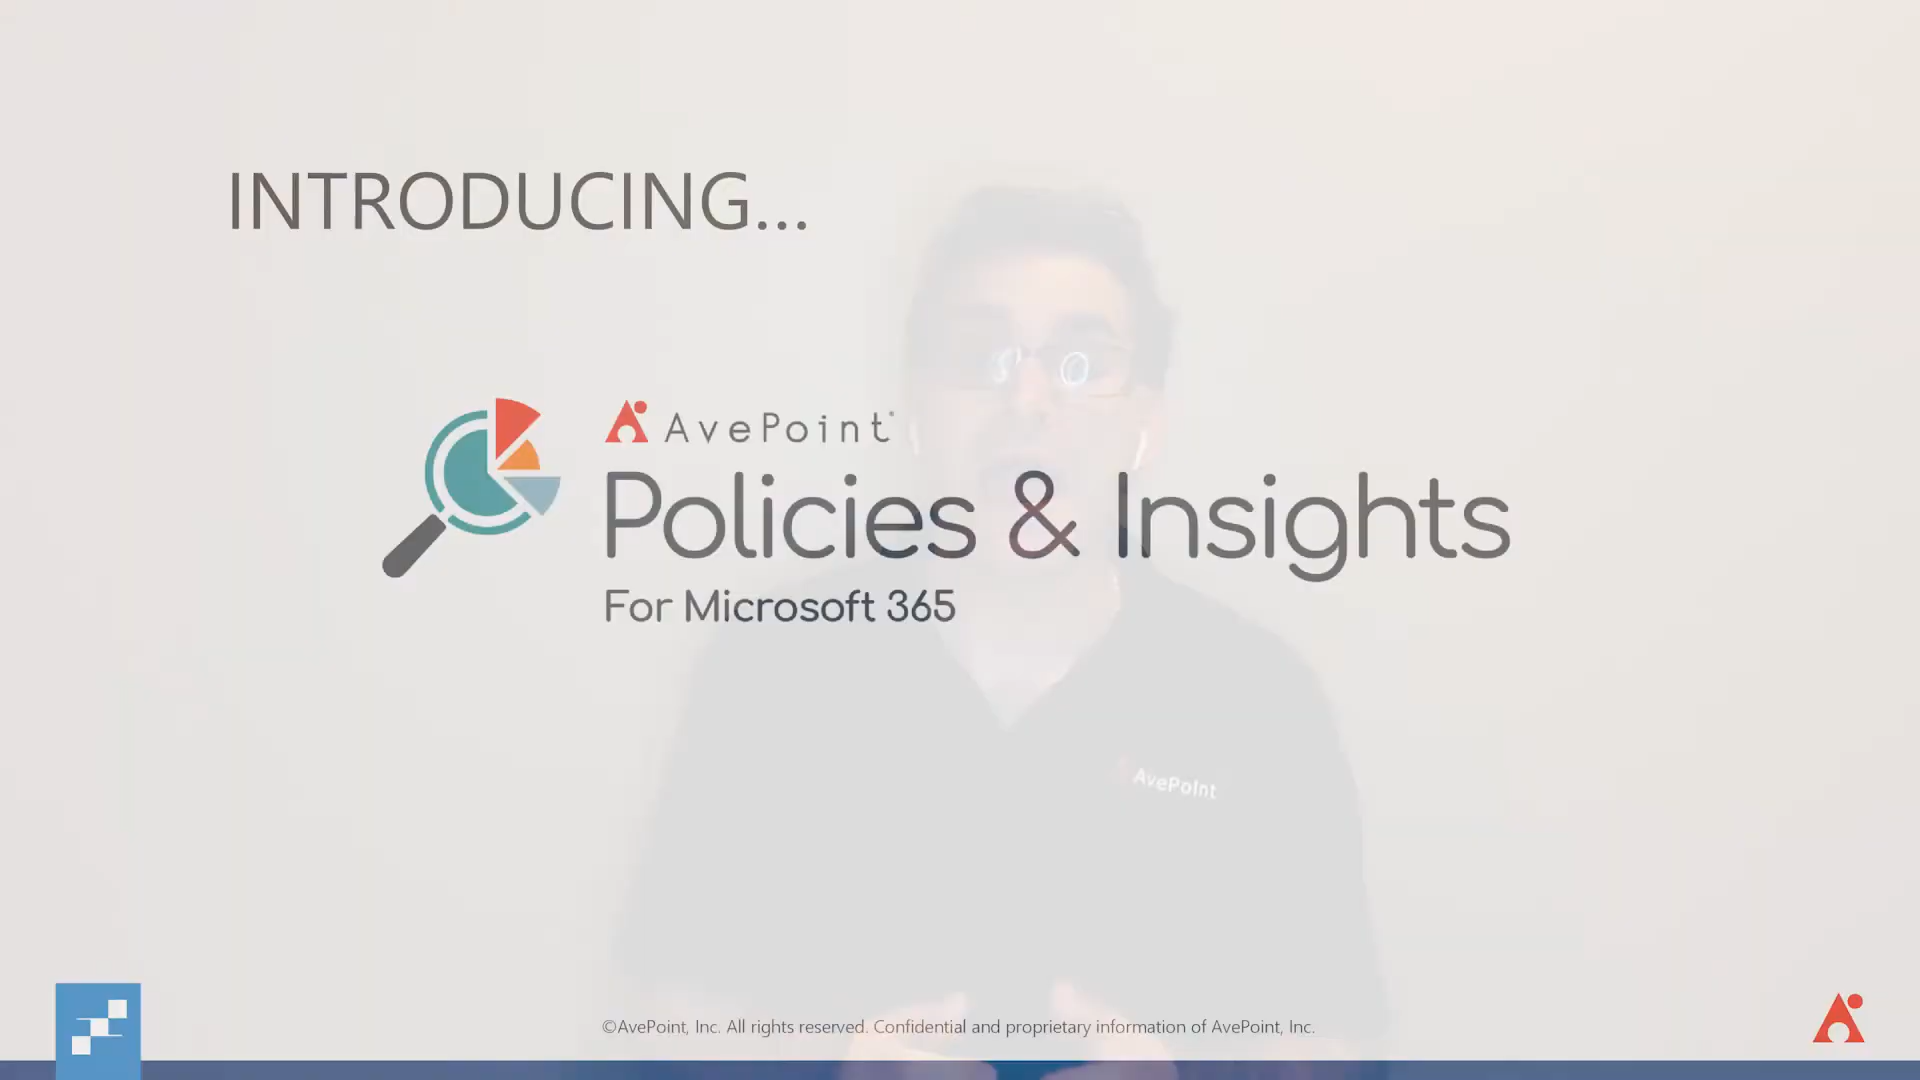 INTRODUCING...
AvePoint®
Policies & Insights
For Microsoft 365
AvePoint
©AvePoint, Inc. All rights reserved. Confidential and proprietary information of AvePoint, Inc.